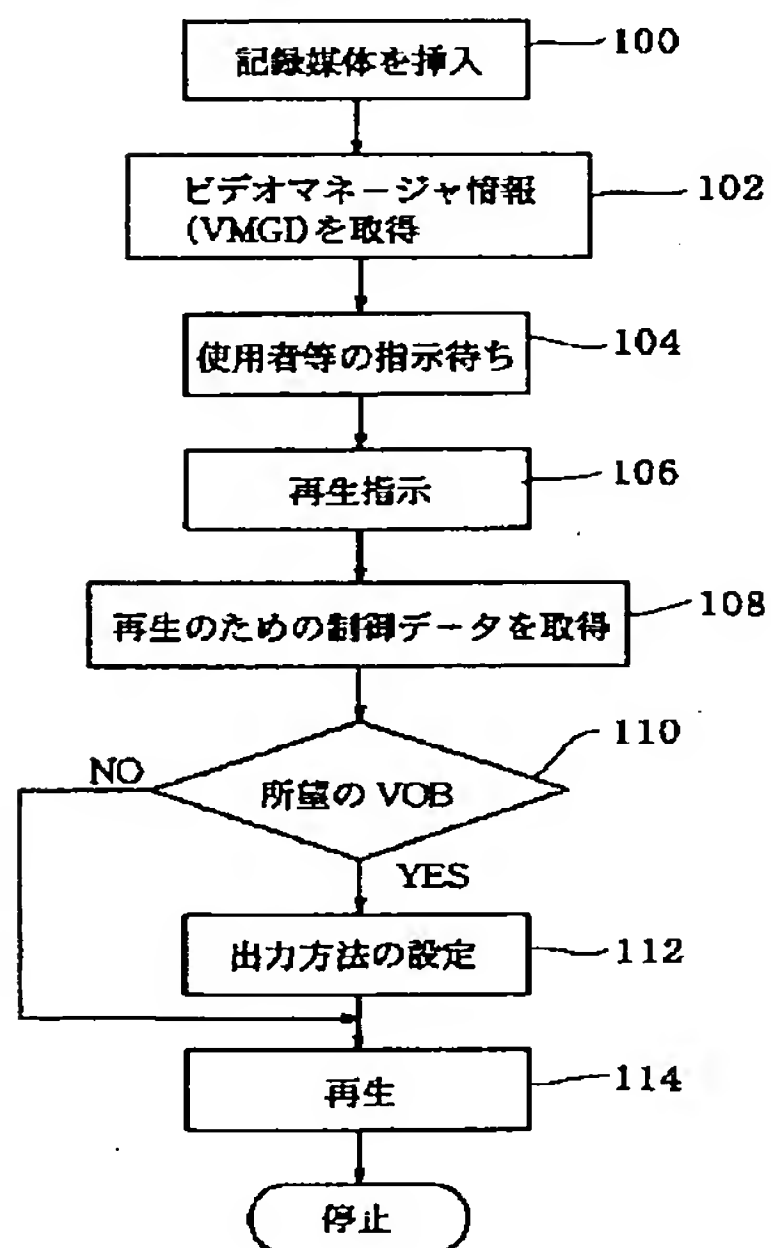 記録媒体を挿入
100
ビデオマネージャ情報
(VMGI)を取得
102
使用者等の指示待ち
104
再生指示
106
再生のための制御データを取得
108
所望の VOB
110
NO
YES
出力方法の設定
112
再生
114
停止